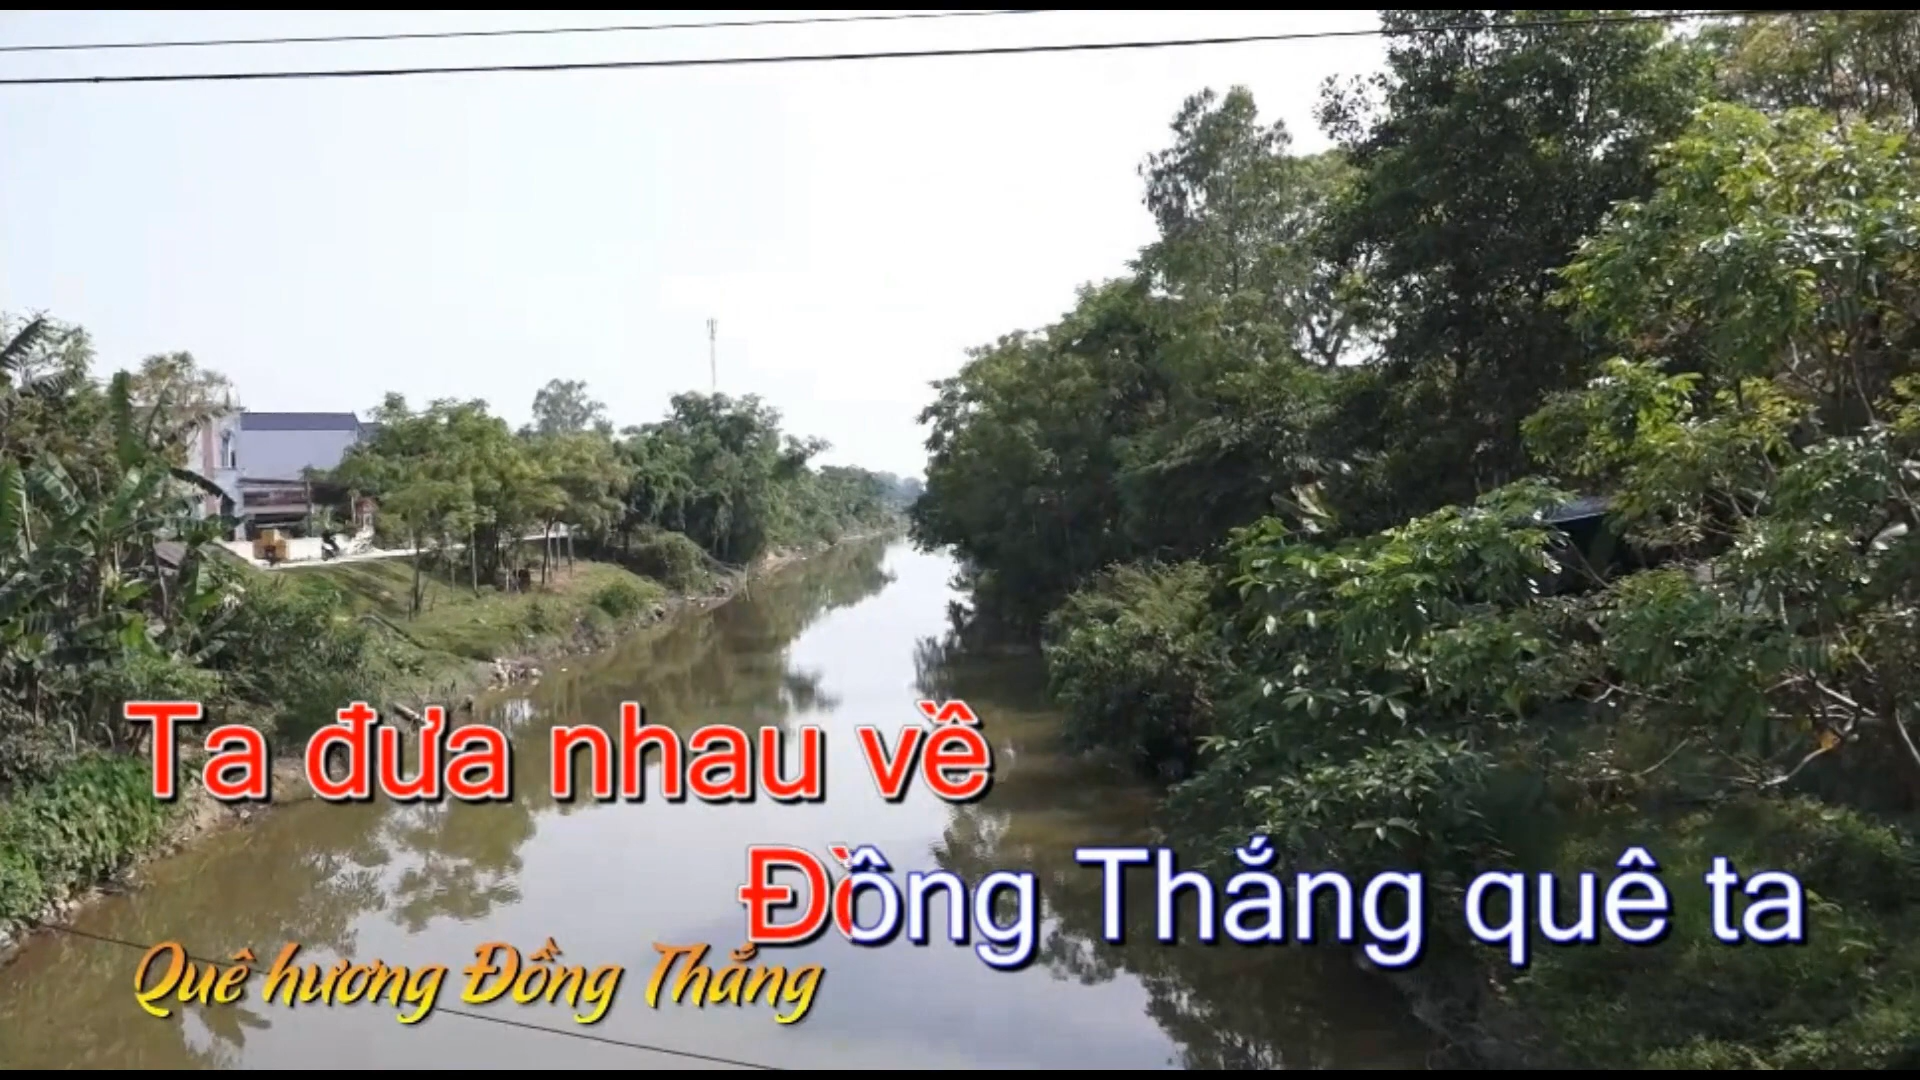 Ta đưa nhau về
Đồng Thắng quê ta
Quê hương Đồng Thắng